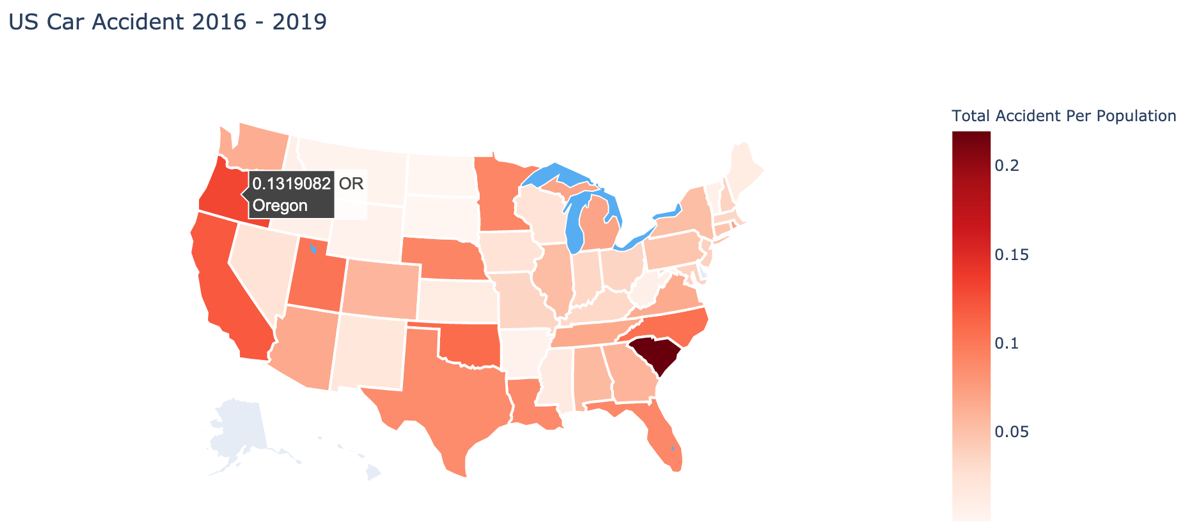 US Car Accident 2016 - 2019
Total Accident Per Population
0.2
0.1319082 OR
Oregon
0.15
0.1
0.05